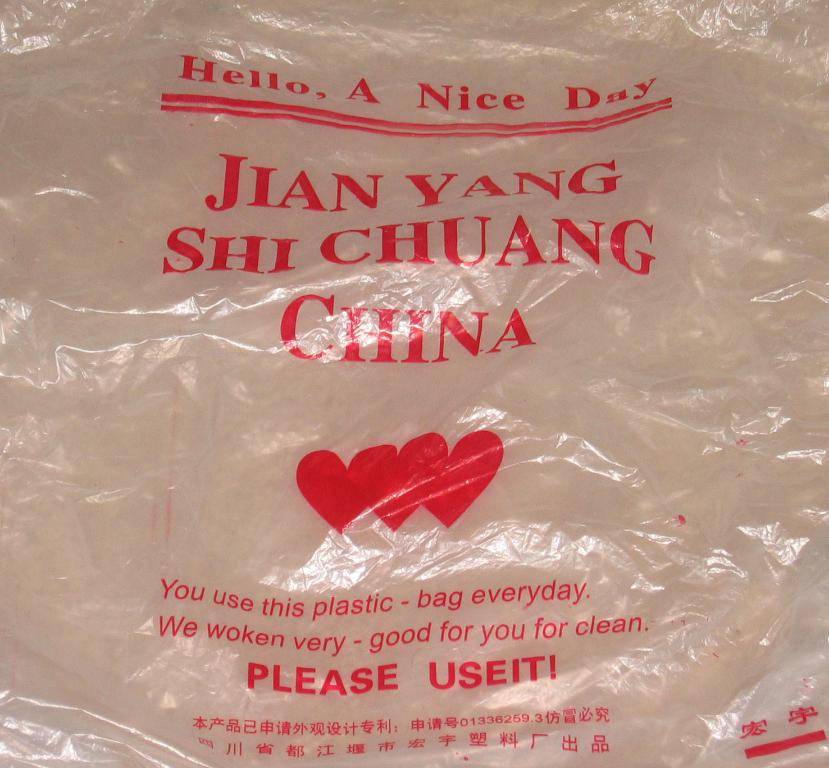 Hello, A Nice Day
JIAN YANG
SHI CHUANG
CHINA
You use this plastic - bag everyday.
We woken very - good for you for clean.
PLEASE USEIT!
本产品已申请外观设计专利；申请号01336259.3仿冒必究
四川省都江堰市宏宇塑料厂出品
宏宇